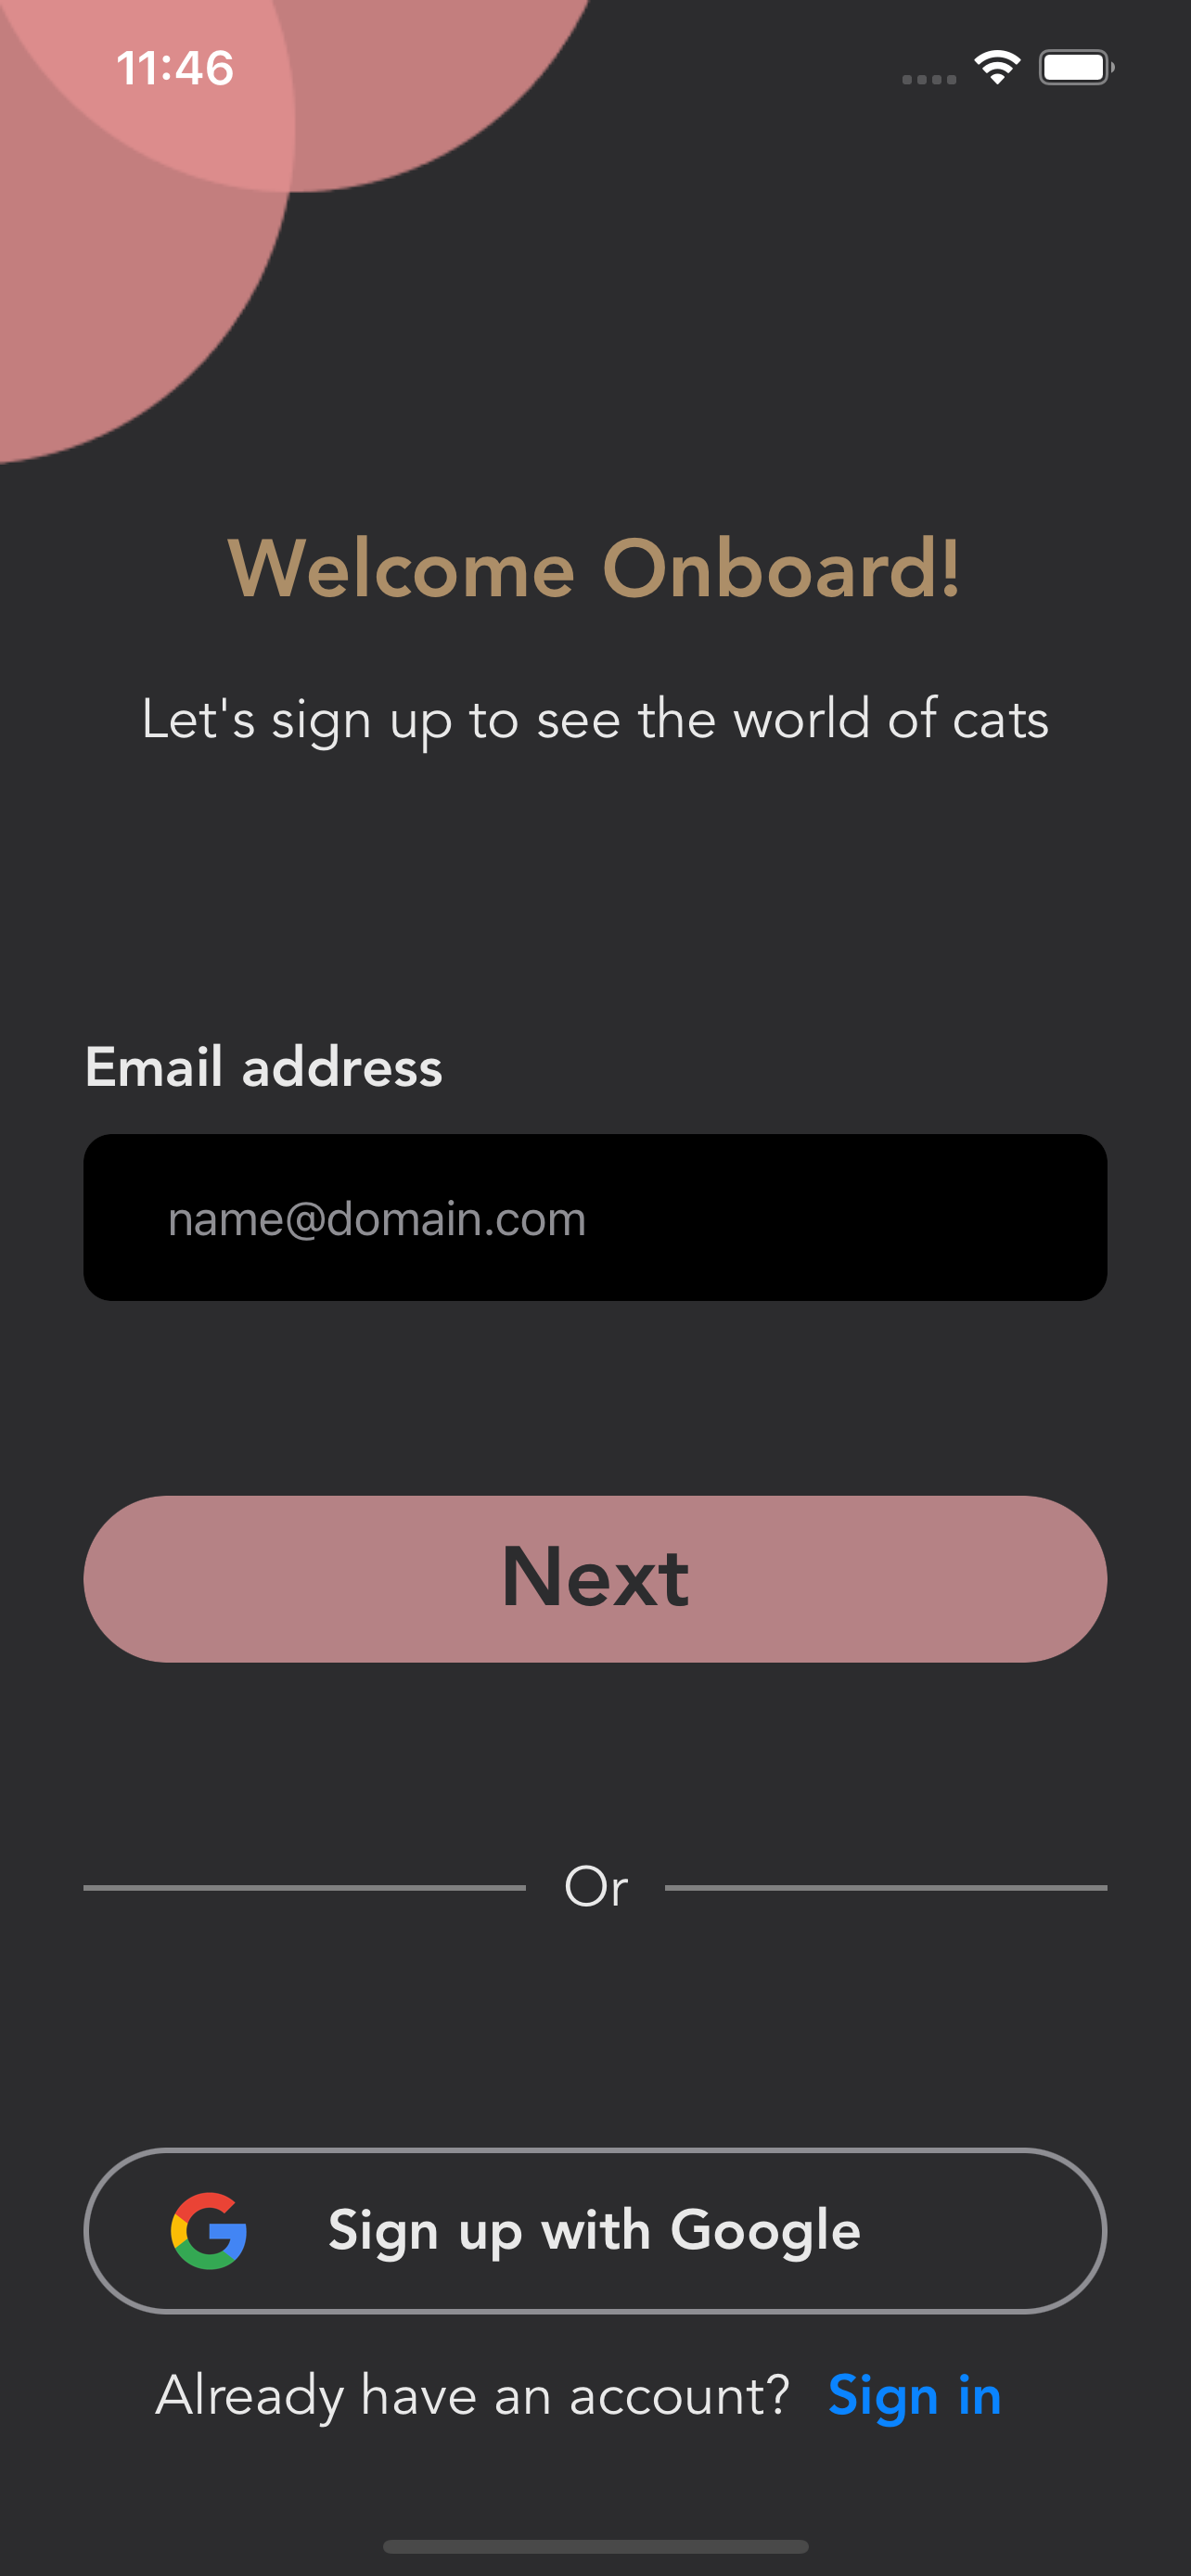 11:46
Welcome Onboard!
Let's sign up to see the world of cats
Email address
name@domain.com
Next
Or
Sign up with Google
Already have an account? Sign in